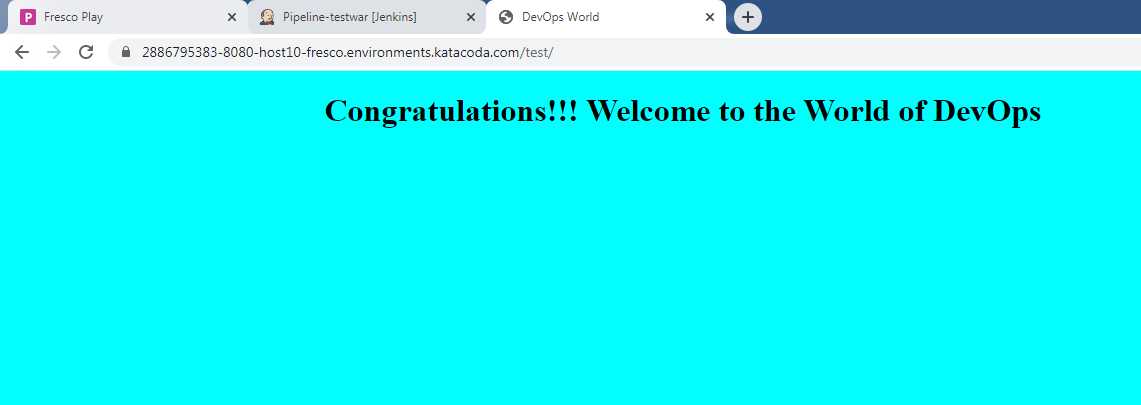 Fresco Play
Pipeline-testwar [Jenkins]
DevOps World
2886795383-8080-host10-fresco.environments.katacoda.com/test/
Congratulations!!! Welcome to the World of DevOps